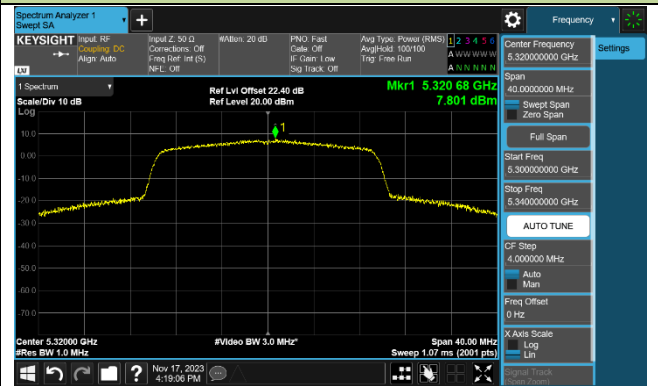 Spectrum Analyzer 1
Swept SA
+
Frequency
KEYSIGHT
Input: RF
Coupling: DC
Align: Auto
Input Z: 50 Ω
Corrections: Off
Freq Ref: Int (S)
NFE: Off
#Atten: 20 dB
PNO: Fast
Gate: Off
IF Gain: Low
Sig Track: Off
Avg Type: Power (RMS)
Avg|Hold: 100/100
Trig: Free Run
1 2 3 4 5 6
A W W W W W
A N N N N N
LXI
1 Spectrum
Scale/Div 10 dB
Log
Ref Lvl Offset 22.40 dB
Ref Level 20.00 dBm
Mkr1 5.320 68 GHz
7.801 dBm
1
10.0
0.00
-10.0
-20.0
-30.0
-40.0
-50.0
-60.0
-70.0
Center 5.32000 GHz
#Res BW 1.0 MHz
#Video BW 3.0 MHz*
Span 40.00 MHz
Sweep 1.07 ms (2001 pts)
Center Frequency
5.320000000 GHz
Settings
Span
40.0000000 MHz
Swept Span
Zero Span
Full Span
Start Freq
5.300000000 GHz
Stop Freq
5.340000000 GHz
AUTO TUNE
CF Step
4.000000 MHz
Auto
Man
Freq Offset
0 Hz
X Axis Scale
Log
Lin
Signal Track
(Span Zoom)
?
Nov 17, 2023
4:19:06 PM